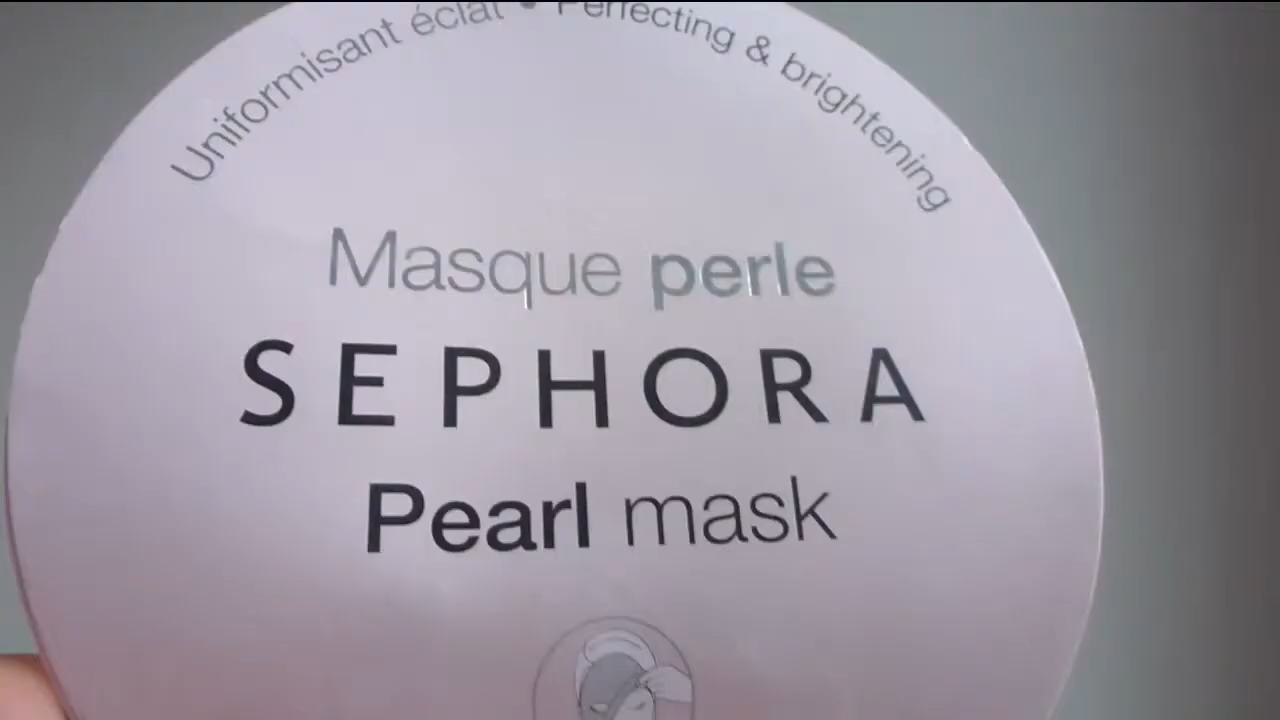 Uniformisant éclat • Perfecting & brightening
Masque perle
SEPHORA
Pearl mask